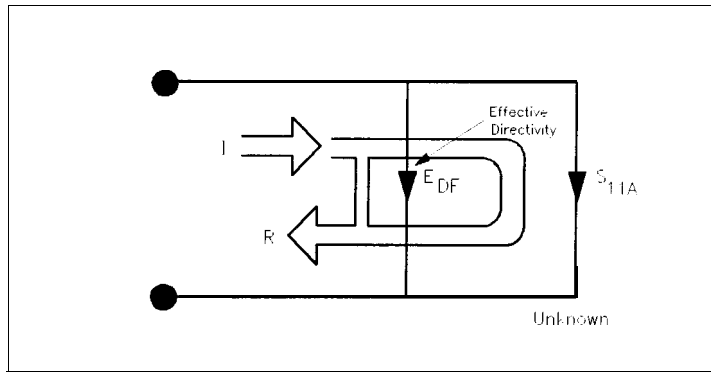 Effective
Directivity
I
E DF
S 11A
R
Unknown